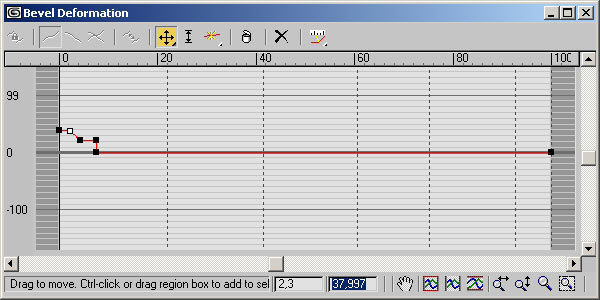 Bevel Deformation
0 20 40 60 80 100
99
0
-100
Drag to move. Ctrl-click or drag region box to add to sel 2,3 37,997